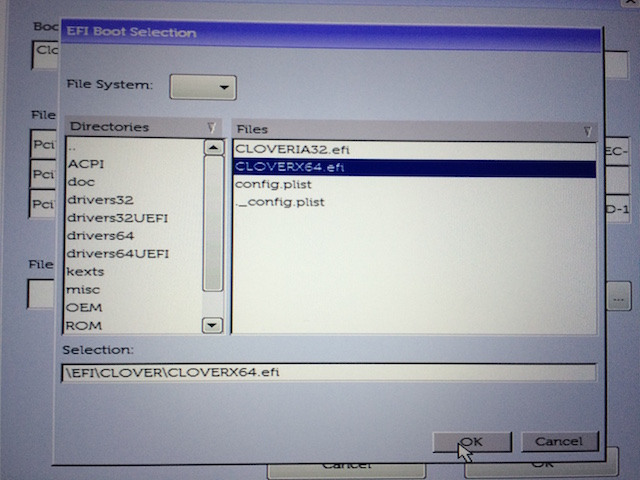 Boo
EFI Boot Selection
Clo
File System:
File
Directories
Files
Pci
..
CLOVERIA32.efi
EC-
ACPI
CLOVERX64.efi
Pci
doc
config.plist
drivers32
._config.plist
Pci
D-1
drivers32UEFI
drivers64
drivers64UEFI
File
kexts
misc
...
OEM
ROM
Selection:
\EFI\CLOVER\CLOVERX64.efi
OK
Cancel
Cancel
OK